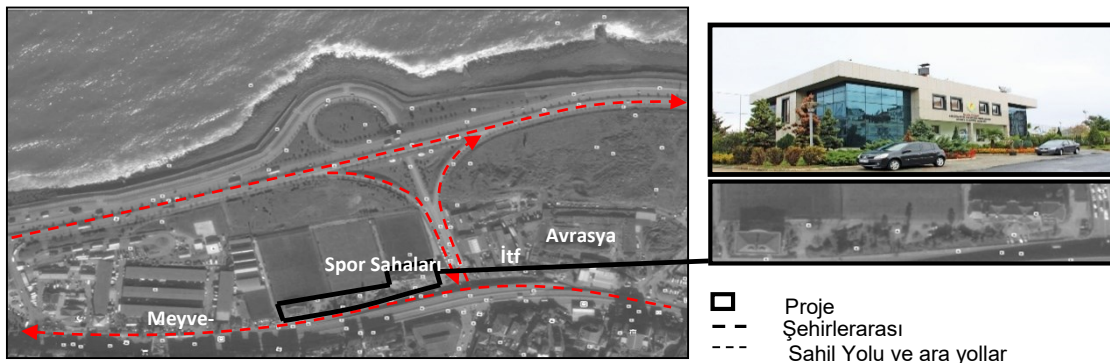 Avrasya
İtf
Spor Sahaları
Meyve-
Proje
Şehirlerarası
Sahil Yolu ve ara yollar